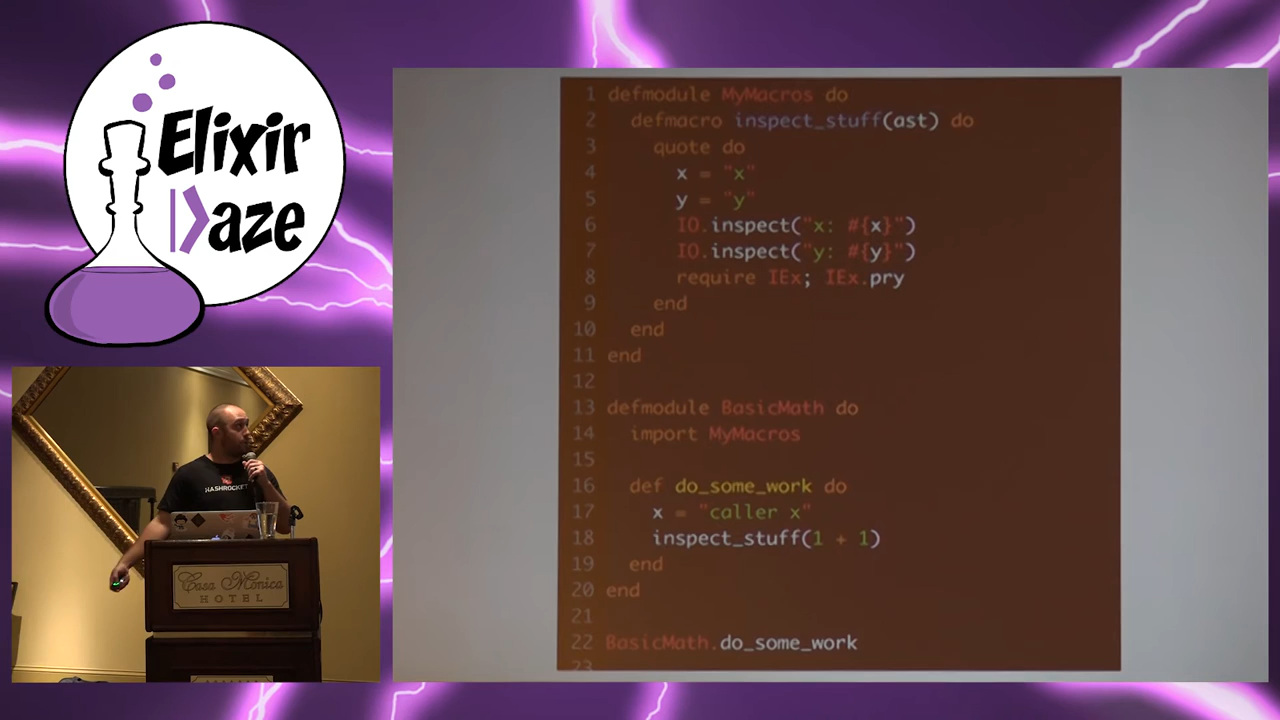 Elixir
|>aze
HASHROCKET
Casa Monica
HOTEL
1 defmodule MyMacros do
2   defmacro inspect_stuff(ast) do
3     quote do
4       x = "x"
5       y = "y"
6       IO.inspect("x: #{x}")
7       IO.inspect("y: #{y}")
8       require IEx; IEx.pry
9     end
10   end
11 end
12
13 defmodule BasicMath do
14   import MyMacros
15
16   def do_some_work do
17     x = "caller x"
18     inspect_stuff(1 + 1)
19   end
20 end
21
22 BasicMath.do_some_work
23